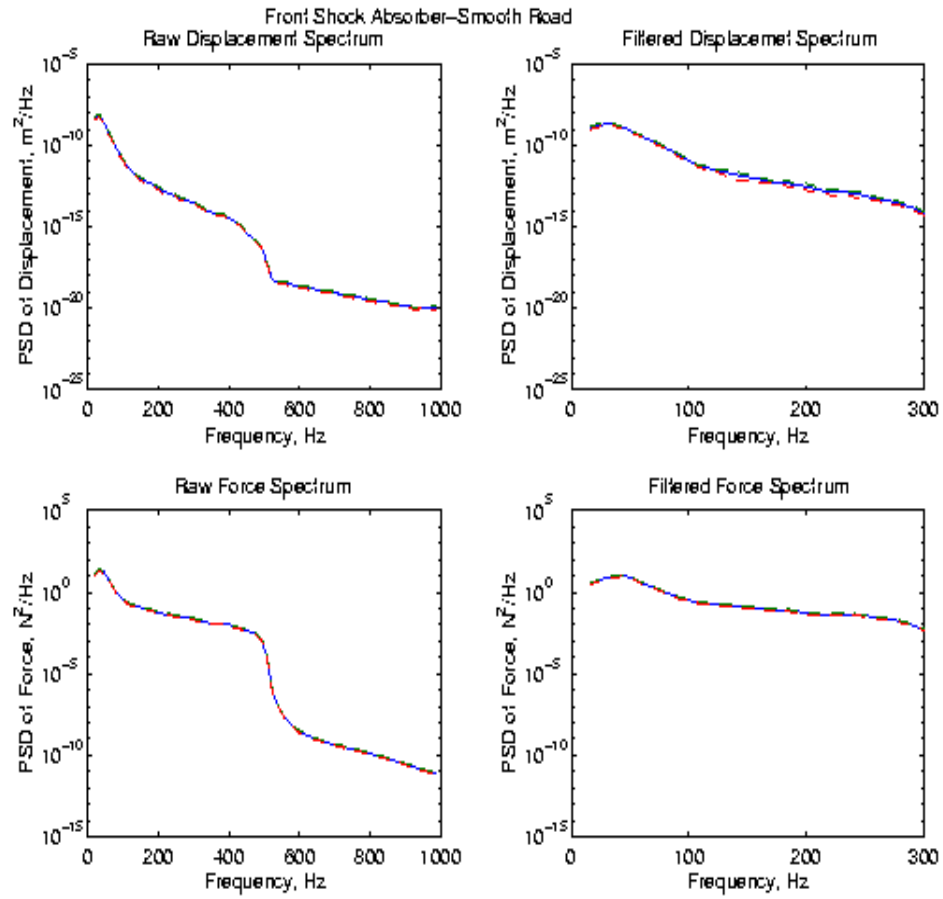 Front Shock Absorber–Smooth Road
Raw Displacement Spectrum
10^-5
10^-10
10^-15
10^-20
10^-25
PSD of Displacement, m^2/Hz
0 200 400 600 800 1000
Frequency, Hz
Filtered Displacemet Spectrum
10^-5
10^-10
10^-15
10^-20
10^-25
PSD of Displacement, m^2/Hz
0 100 200 300
Frequency, Hz
Raw Force Spectrum
10^5
10^0
10^-5
10^-10
10^-15
PSD of Force, N^2/Hz
0 200 400 600 800 1000
Frequency, Hz
Filtered Force Spectrum
10^5
10^0
10^-5
10^-10
10^-15
PSD of Force, N^2/Hz
0 100 200 300
Frequency, Hz